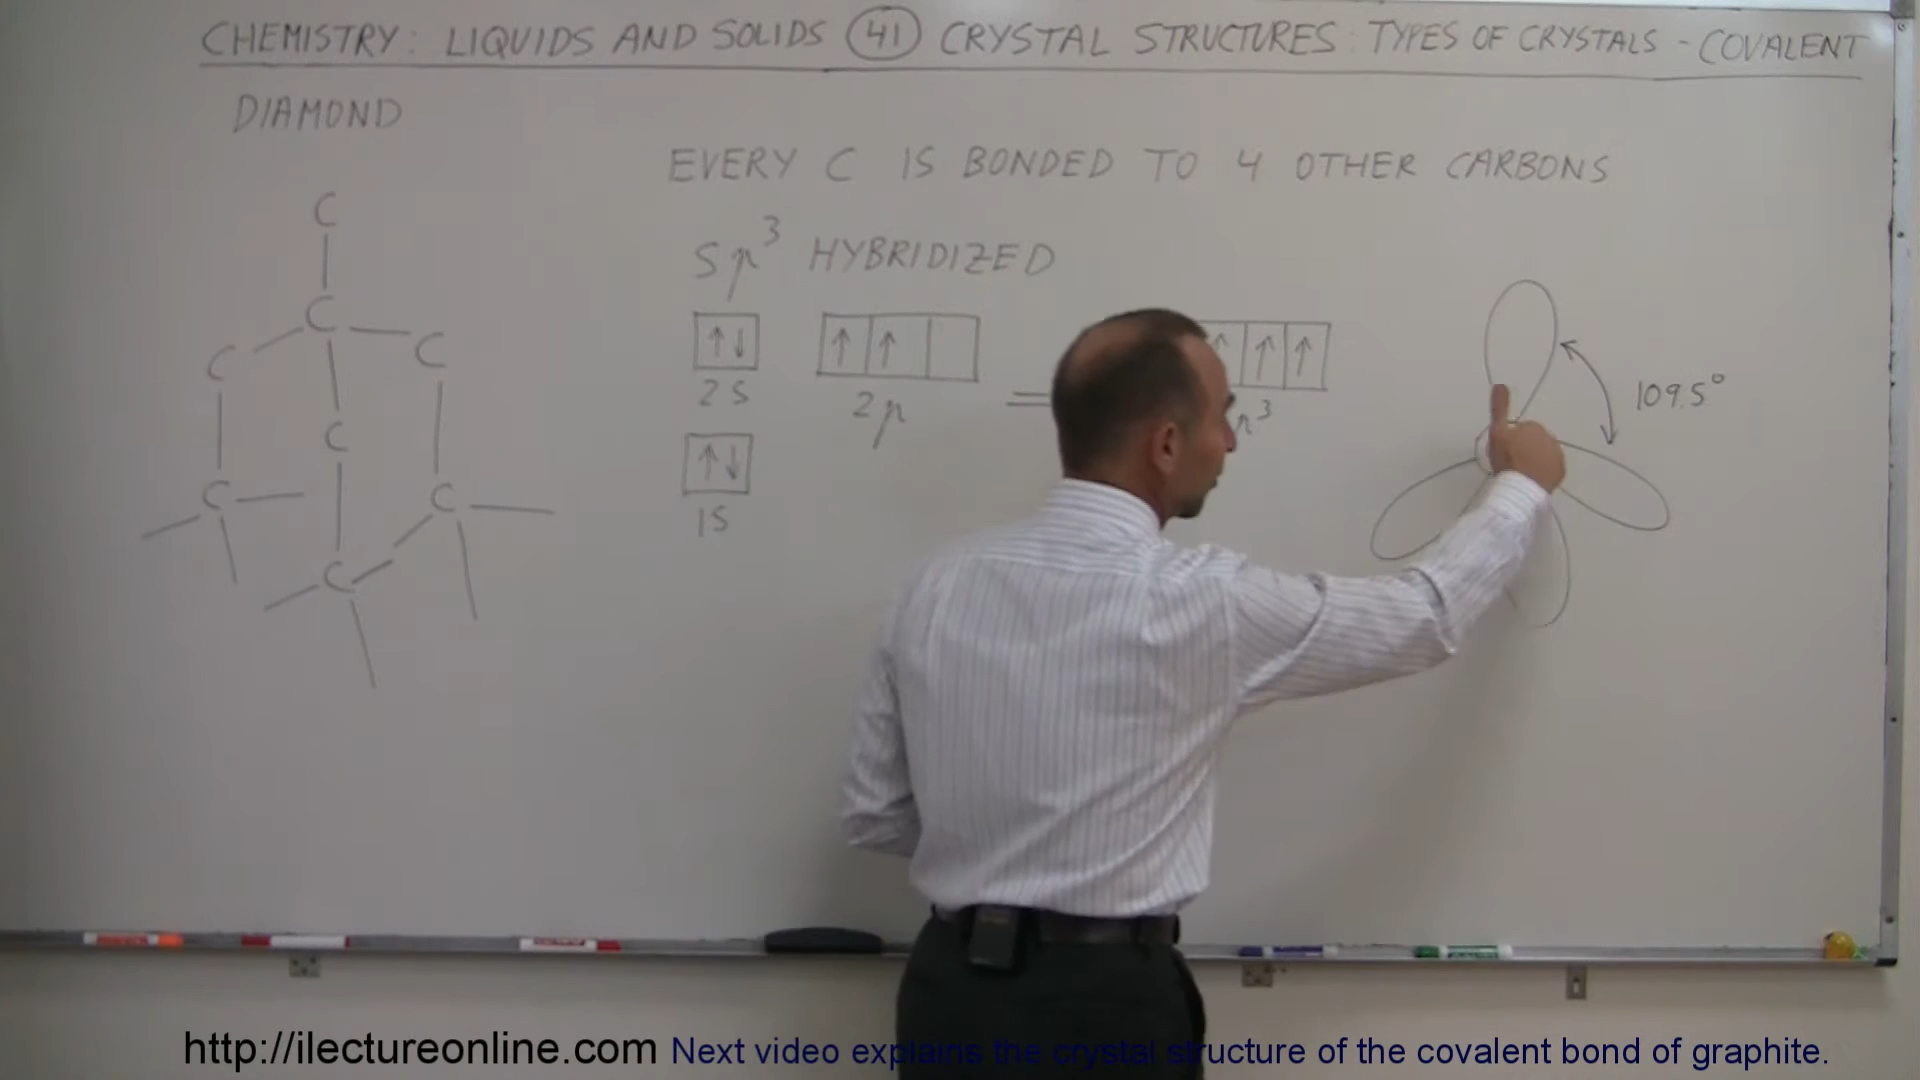 CHEMISTRY: LIQUIDS AND SOLIDS 41 CRYSTAL STRUCTURES: TYPES OF CRYSTALS - COVALENT
DIAMOND
EVERY C IS BONDED TO 4 OTHER CARBONS
C
Sp³ HYBRIDIZED
C
C C
↑↓ ↑ ↑ = ↑ ↑ ↑
2S 2p p³
109.5°
C
↑↓
1S
C C
C
http://ilectureonline.com Next video explains the crystal structure of the covalent bond of graphite.